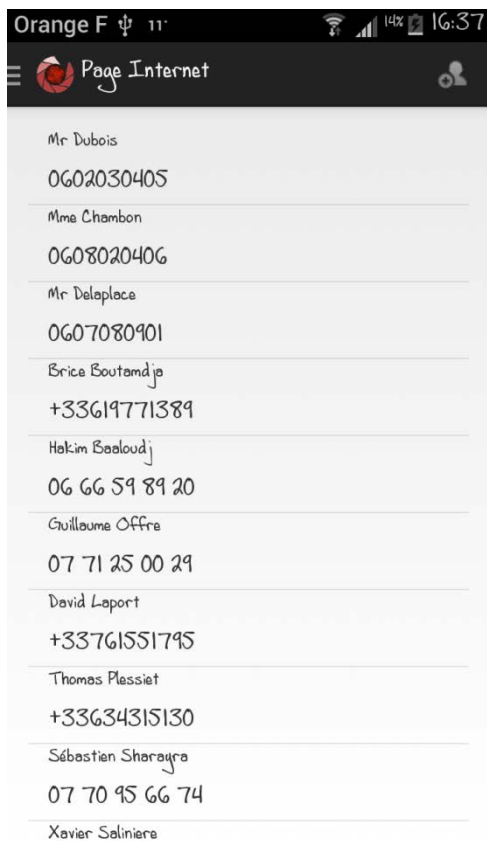 Orange F 11° 14% 16:37
Page Internet
Mr Dubois
0602030405
Mme Chambon
0608020406
Mr Delaplace
0607080901
Brice Boutamdja
+33619771389
Hakim Baaloudj
06 66 59 89 20
Guillaume Offre
07 71 25 00 29
David Laport
+33761551795
Thomas Plessiet
+33634315130
Sébastien Sharayra
07 70 95 66 74
Xavier Saliniere